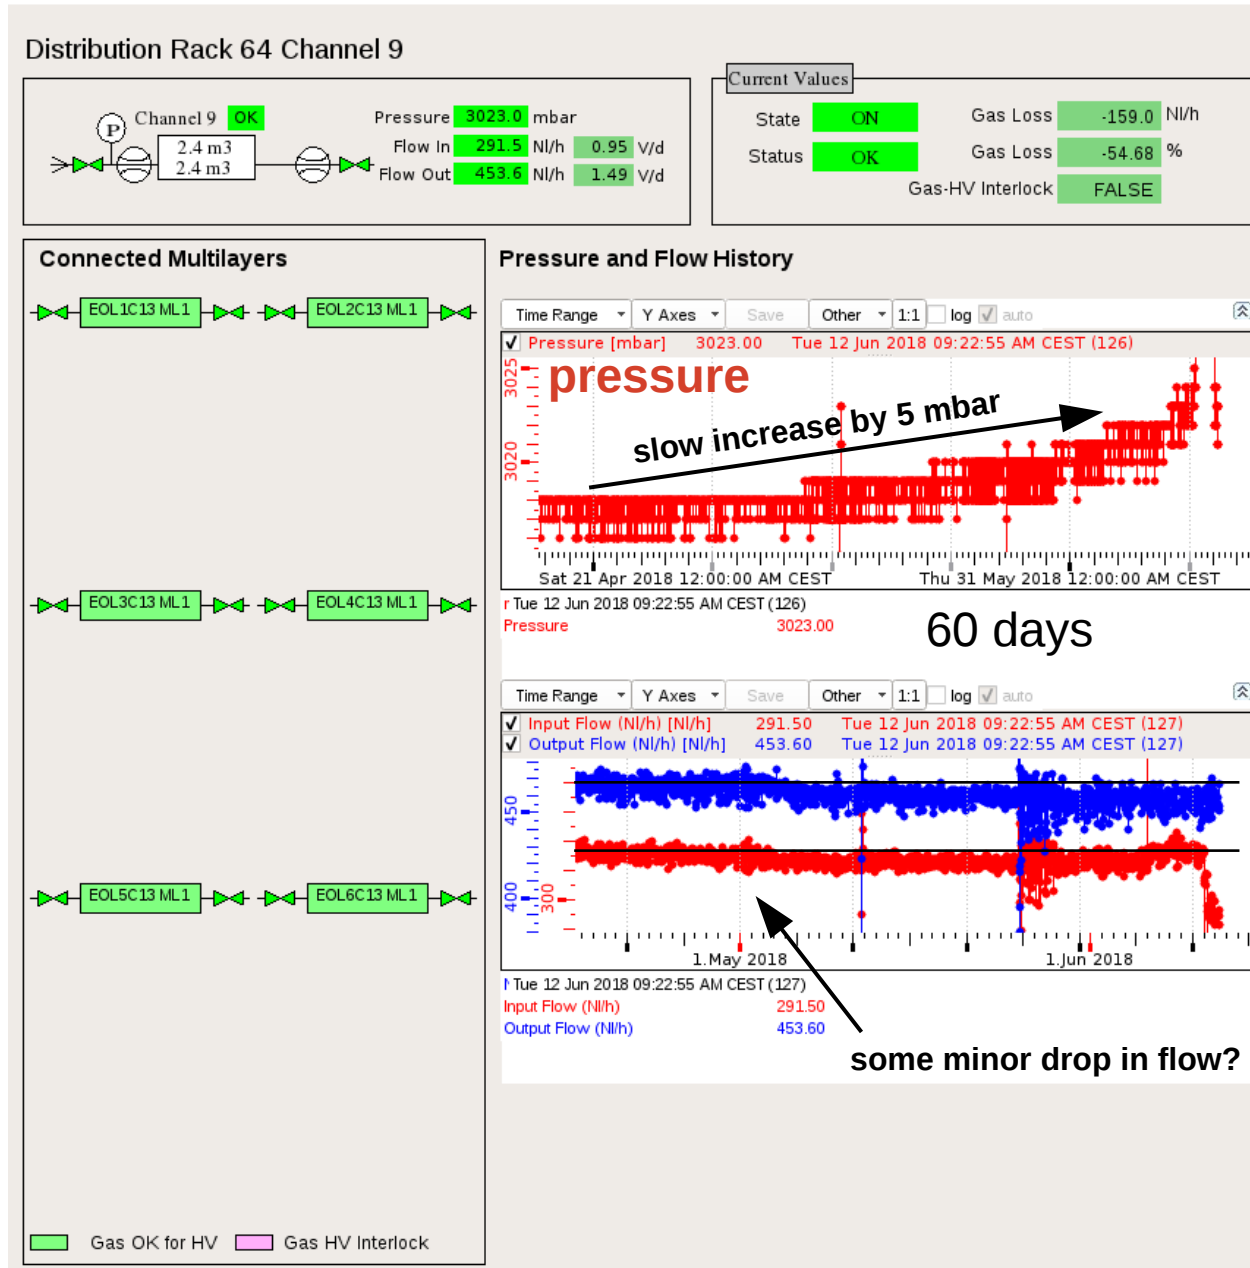 Distribution Rack 64 Channel 9
P
Channel 9 OK
2.4 m3
2.4 m3
Pressure 3023.0 mbar
Flow In 291.5 Nl/h 0.95 V/d
Flow Out 453.6 Nl/h 1.49 V/d
Current Values
State ON
Status OK
Gas Loss -159.0 Nl/h
Gas Loss -54.68 %
Gas-HV Interlock FALSE
Connected Multilayers
EOL1C13 ML1 EOL2C13 ML1
EOL3C13 ML1 EOL4C13 ML1
EOL5C13 ML1 EOL6C13 ML1
Gas OK for HV Gas HV Interlock
Pressure and Flow History
Time Range Y Axes Save Other 1:1 log auto
Pressure [mbar] 3023.00 Tue 12 Jun 2018 09:22:55 AM CEST (126)
pressure
slow increase by 5 mbar
3025
3020
Sat 21 Apr 2018 12:00:00 AM CEST Thu 31 May 2018 12:00:00 AM CEST
Tue 12 Jun 2018 09:22:55 AM CEST (126)
Pressure 3023.00
60 days
Time Range Y Axes Save Other 1:1 log auto
Input Flow (Nl/h) [Nl/h] 291.50 Tue 12 Jun 2018 09:22:55 AM CEST (127)
Output Flow (Nl/h) [Nl/h] 453.60 Tue 12 Jun 2018 09:22:55 AM CEST (127)
450
400
300
1.May 2018 1.Jun 2018
Tue 12 Jun 2018 09:22:55 AM CEST (127)
Input Flow (Nl/h) 291.50
Output Flow (Nl/h) 453.60
some minor drop in flow?